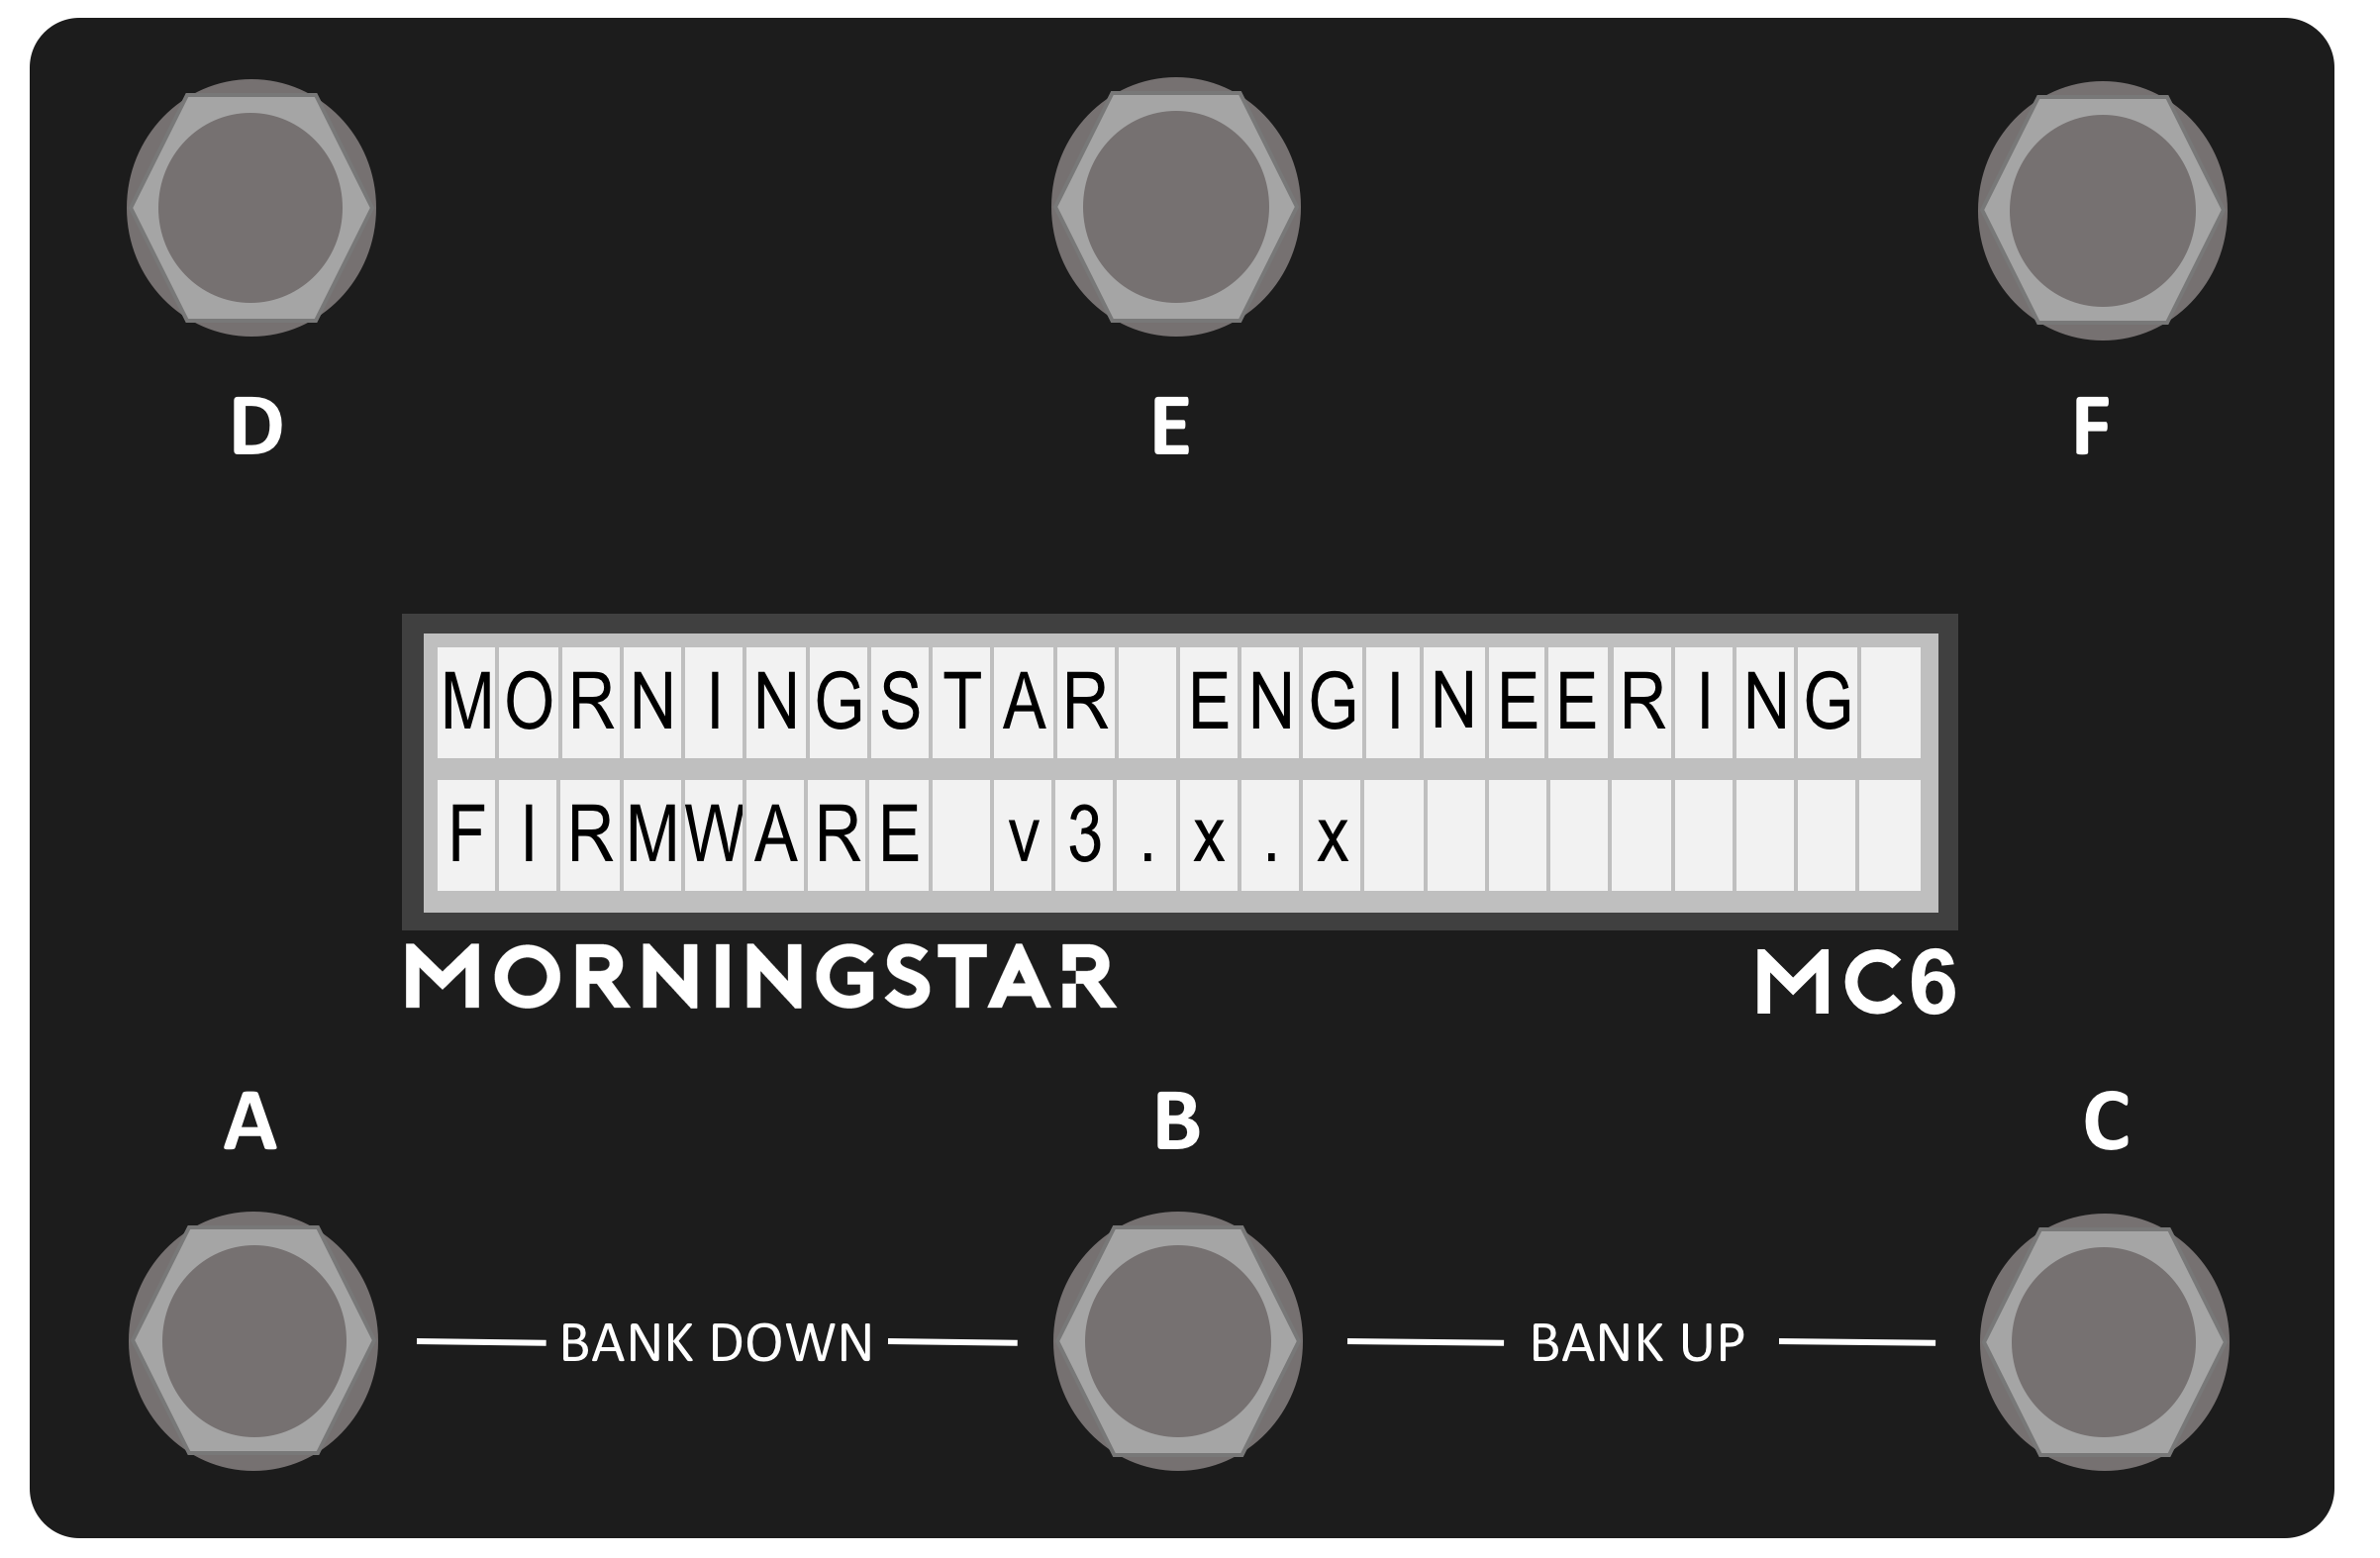 D E F
MORNINGSTAR ENGINEERING
FIRMWARE v3.x.x
MORNINGSTAR MC6
A B C
BANK DOWN BANK UP